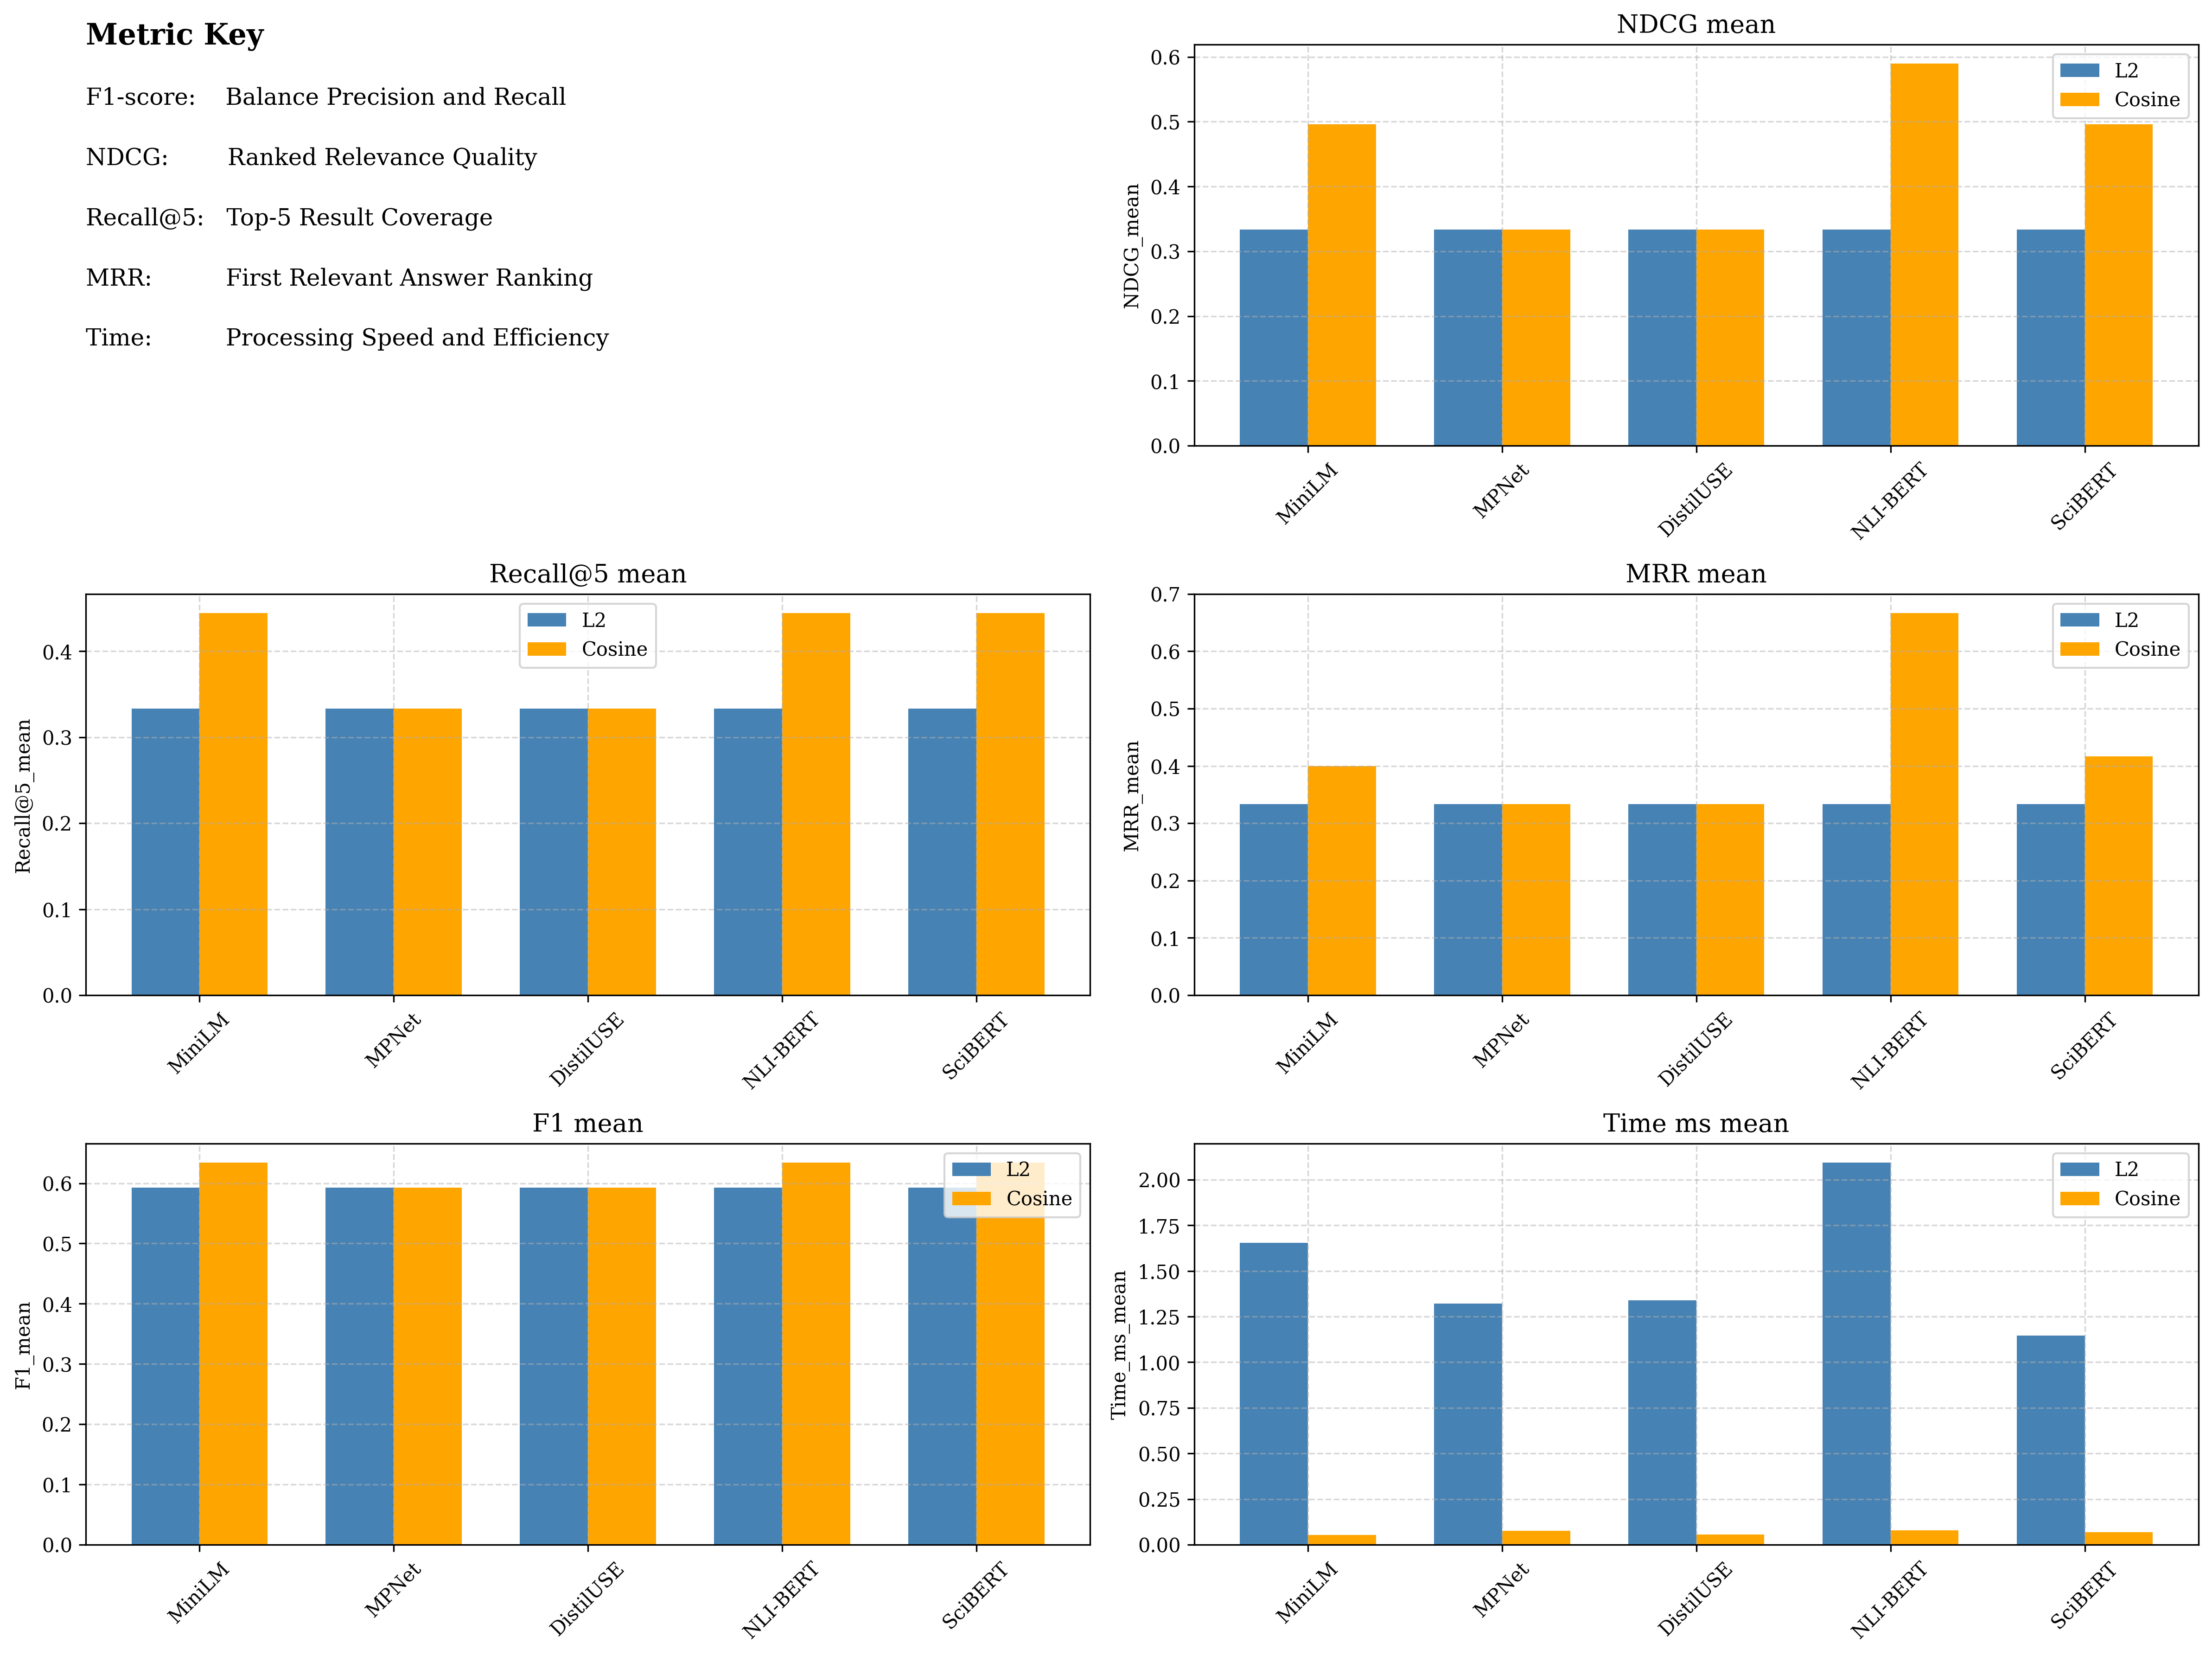 Metric Key
F1-score: Balance Precision and Recall
NDCG: Ranked Relevance Quality
Recall@5: Top-5 Result Coverage
MRR: First Relevant Answer Ranking
Time: Processing Speed and Efficiency
NDCG mean
NDCG_mean
0.6
0.5
0.4
0.3
0.2
0.1
0.0
L2
Cosine
MiniLM
MPNet
DistilUSE
NLI-BERT
SciBERT
Recall@5 mean
Recall@5_mean
0.4
0.3
0.2
0.1
0.0
L2
Cosine
MiniLM
MPNet
DistilUSE
NLI-BERT
SciBERT
MRR mean
MRR_mean
0.7
0.6
0.5
0.4
0.3
0.2
0.1
0.0
L2
Cosine
MiniLM
MPNet
DistilUSE
NLI-BERT
SciBERT
F1 mean
F1_mean
0.6
0.5
0.4
0.3
0.2
0.1
0.0
L2
Cosine
MiniLM
MPNet
DistilUSE
NLI-BERT
SciBERT
Time ms mean
Time_ms_mean
2.00
1.75
1.50
1.25
1.00
0.75
0.50
0.25
0.00
L2
Cosine
MiniLM
MPNet
DistilUSE
NLI-BERT
SciBERT